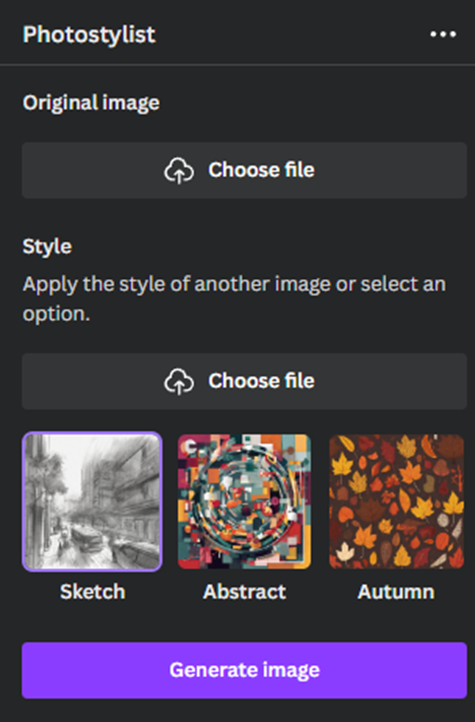 Photostylist
Original image
Choose file
Style
Apply the style of another image or select an
option.
Choose file
Sketch Abstract Autumn
Generate image